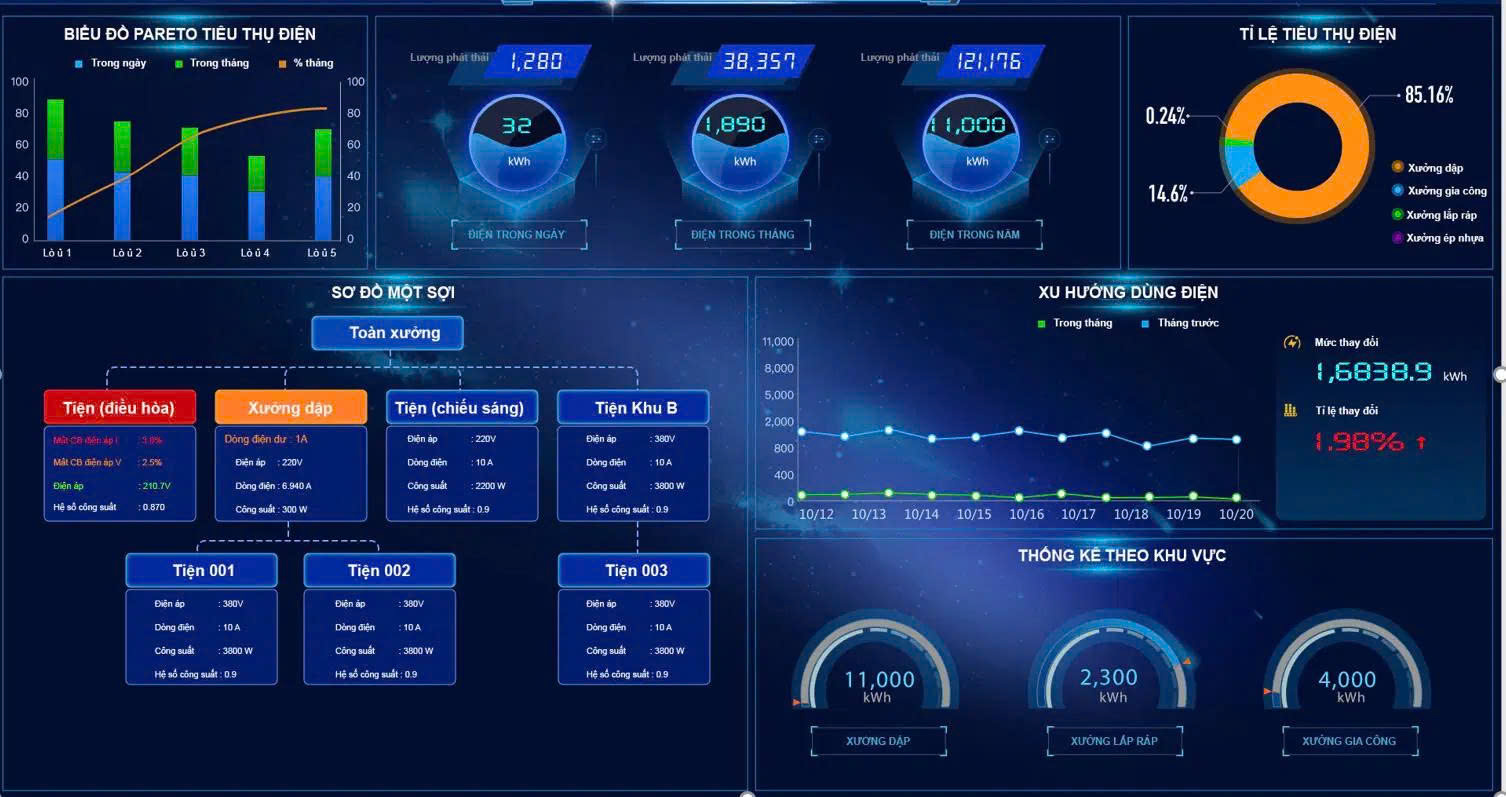 BIỂU ĐỒ PARETO TIÊU THỤ ĐIỆN
Trong ngày
Trong tháng
% tháng
100
80
60
40
20
0
100
80
60
40
20
0
Lò ủ 1
Lò ủ 2
Lò ủ 3
Lò ủ 4
Lò ủ 5
Lượng phát thải 1,280
32
kWh
ĐIỆN TRONG NGÀY
Lượng phát thải 38,357
1,890
kWh
ĐIỆN TRONG THÁNG
Lượng phát thải 121,176
11,000
kWh
ĐIỆN TRONG NĂM
TỈ LỆ TIÊU THỤ ĐIỆN
85.16%
0.24%
14.6%
Xưởng dập
Xưởng gia công
Xưởng lắp ráp
Xưởng ép nhựa
SƠ ĐỒ MỘT SỢI
Toàn xưởng
Tiện (điều hòa)
Mất CB điện áp I : 3.0%
Mất CB điện áp V : 2.5%
Điện áp : 210.7V
Hệ số công suất : 0.870
Xưởng dập
Dòng điện dư : 1A
Điện áp : 220V
Dòng điện : 6.940 A
Công suất : 300 W
Tiện (chiếu sáng)
Điện áp : 220V
Dòng điện : 10 A
Công suất : 2200 W
Hệ số công suất : 0.9
Tiện Khu B
Điện áp : 380V
Dòng điện : 10 A
Công suất : 3800 W
Hệ số công suất : 0.9
Tiện 001
Điện áp : 380V
Dòng điện : 10 A
Công suất : 3800 W
Hệ số công suất : 0.9
Tiện 002
Điện áp : 380V
Dòng điện : 10 A
Công suất : 3800 W
Hệ số công suất : 0.9
Tiện 003
Điện áp : 380V
Dòng điện : 10 A
Công suất : 3800 W
Hệ số công suất : 0.9
XU HƯỚNG DÙNG ĐIỆN
Trong tháng
Tháng trước
11,000
8,000
5,000
2,000
800
400
0
10/12
10/13
10/14
10/15
10/16
10/17
10/18
10/19
10/20
Mức thay đổi
1,6838.9 kWh
Tỉ lệ thay đổi
1.98% ↑
THỐNG KÊ THEO KHU VỰC
11,000
kWh
XƯƠNG DẬP
2,300
kWh
XƯỞNG LẮP RÁP
4,000
kWh
XƯỞNG GIA CÔNG